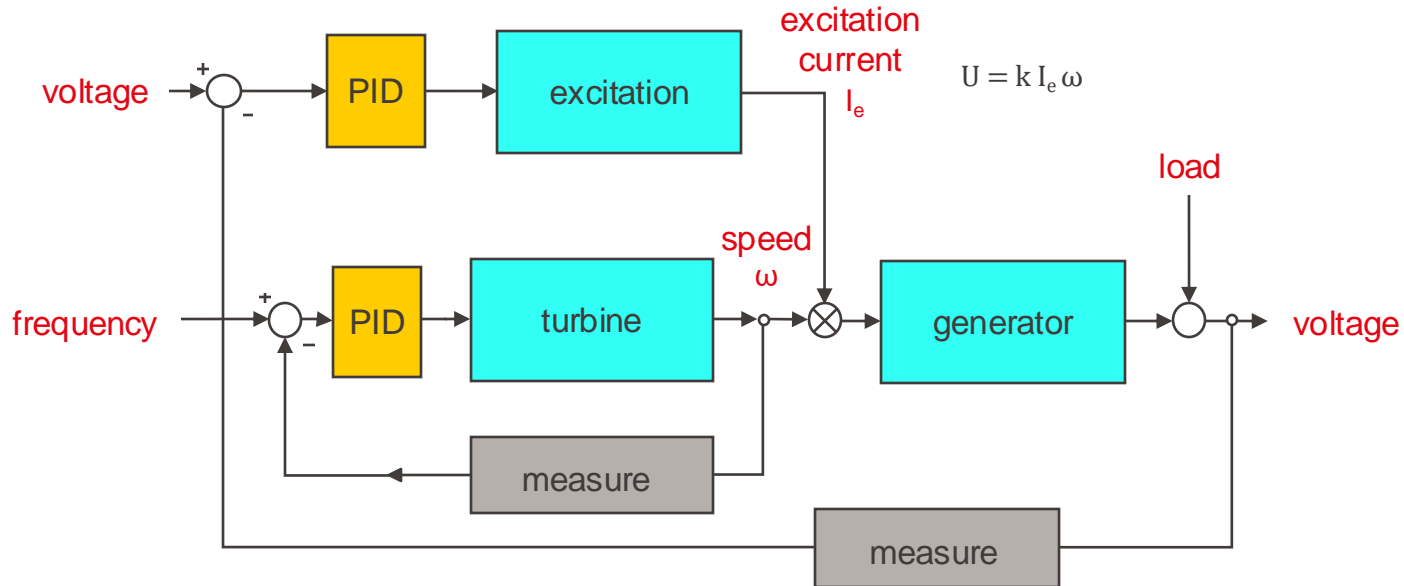 excitation
current
Iₑ
U = k Iₑ ω
voltage
+
−
PID
excitation
load
speed
ω
frequency
+
−
PID
turbine
generator
voltage
measure
measure